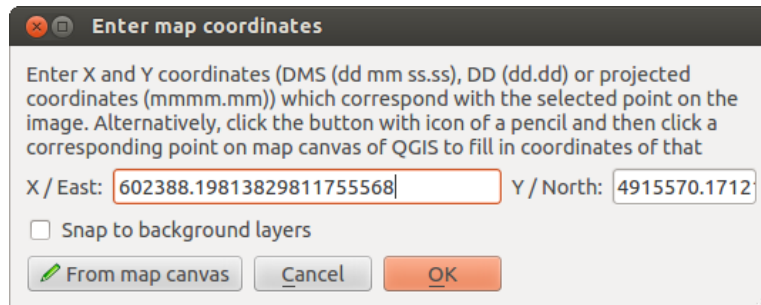 Enter map coordinates
Enter X and Y coordinates (DMS (dd mm ss.ss), DD (dd.dd) or projected
coordinates (mmmm.mm)) which correspond with the selected point on the
image. Alternatively, click the button with icon of a pencil and then click a
corresponding point on map canvas of QGIS to fill in coordinates of that
X / East: 602388.19813829811755568 Y / North: 4915570.1712
Snap to background layers
From map canvas Cancel OK